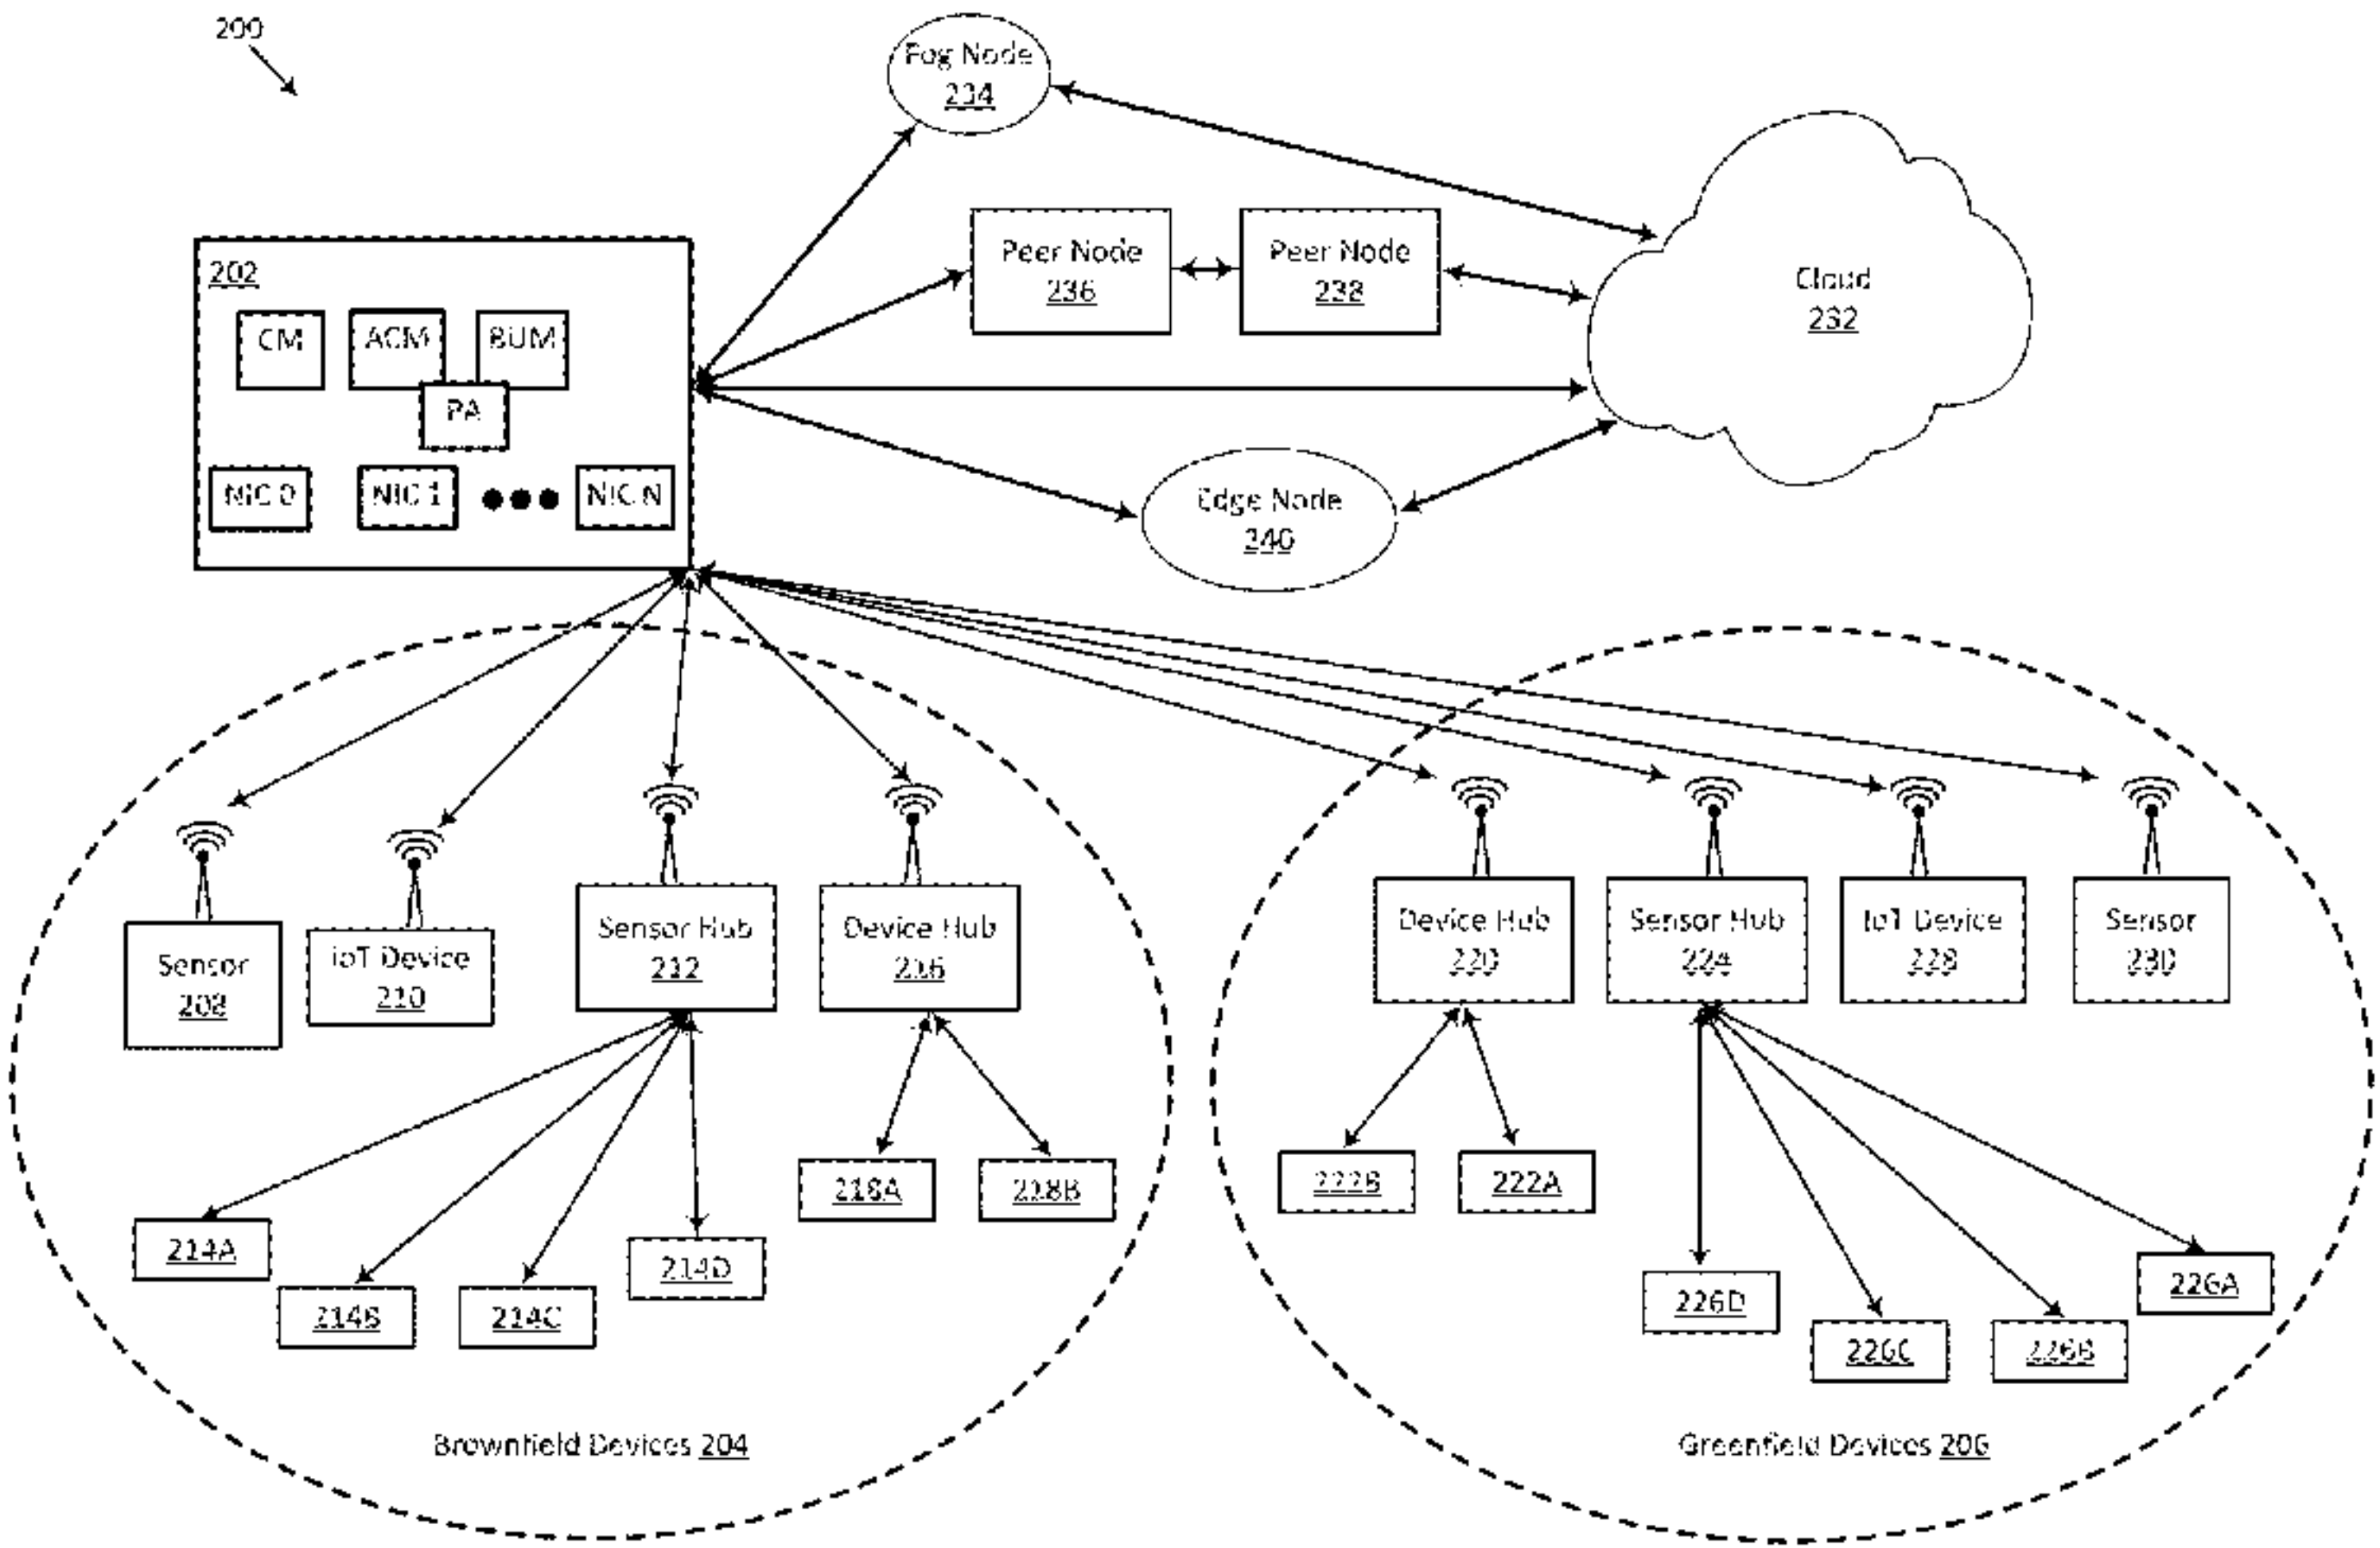 200
Fog Node
234
202
CM
ACM
BUM
PA
NIC 0
NIC 1
NIC N
Peer Node
236
Peer Node
238
Cloud
232
Edge Node
240
Sensor
208
IoT Device
210
Sensor Hub
212
Device Hub
216
Device Hub
220
Sensor Hub
224
IoT Device
228
Sensor
230
214A
214B
214C
214D
218A
218B
222B
222A
226D
226C
226B
226A
Brownfield Devices 204
Greenfield Devices 206